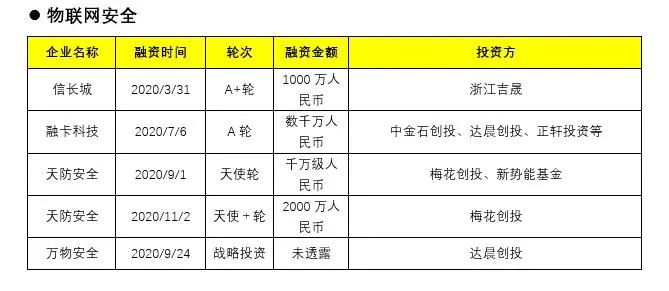 ● 物联网安全
企业名称 融资时间 轮次 融资金额 投资方
信长城 2020/3/31 A+轮 1000 万人民币 浙江吉晟
融卡科技 2020/7/6 A 轮 数千万人民币 中金石创投、达晨创投、正轩投资等
天防安全 2020/9/1 天使轮 千万级人民币 梅花创投、新势能基金
天防安全 2020/11/2 天使＋轮 2000 万人民币 梅花创投
万物安全 2020/9/24 战略投资 未透露 达晨创投